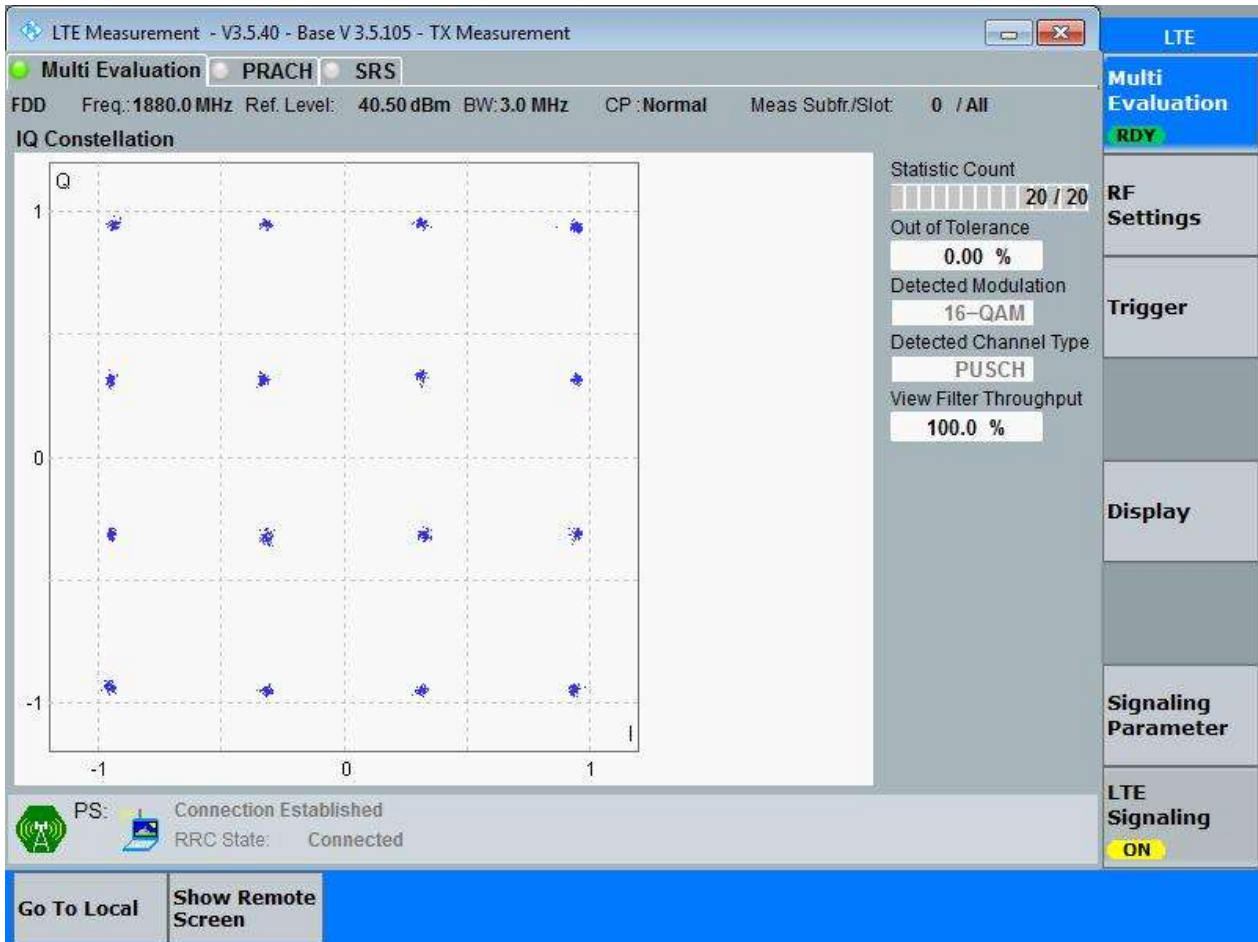 LTE Measurement - V3.5.40 - Base V 3.5.105 - TX Measurement
LTE
Multi Evaluation PRACH SRS
Multi
Evaluation
RDY
FDD Freq.: 1880.0 MHz Ref. Level: 40.50 dBm BW: 3.0 MHz CP : Normal Meas Subfr./Slot: 0 / All
IQ Constellation
Q
1
0
-1
I
-1 0 1
Statistic Count
20 / 20
Out of Tolerance
0.00 %
Detected Modulation
16-QAM
Detected Channel Type
PUSCH
View Filter Throughput
100.0 %
RF
Settings
Trigger
Display
Signaling
Parameter
LTE
Signaling
ON
PS: Connection Established
RRC State: Connected
Go To Local
Show Remote
Screen